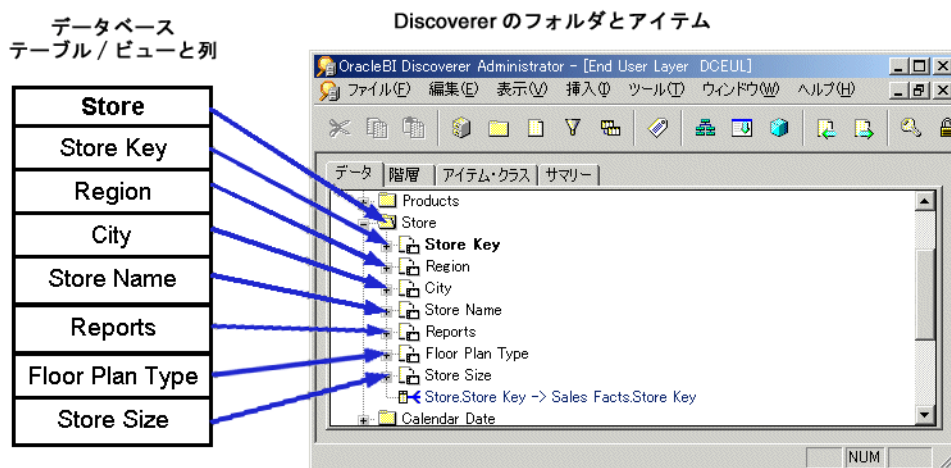 データベース
テーブル / ビューと列
Store
Store Key
Region
City
Store Name
Reports
Floor Plan Type
Store Size
Discoverer のフォルダとアイテム
OracleBI Discoverer Administrator - [End User Layer DCEUL]
ファイル(F) 編集(E) 表示(V) 挿入(I) ツール(T) ウィンドウ(W) ヘルプ(H)
データ 階層 アイテム・クラス サマリー
Products
Store
Store Key
Region
City
Store Name
Reports
Floor Plan Type
Store Size
Store.Store Key -> Sales Facts.Store Key
Calendar Date
NUM